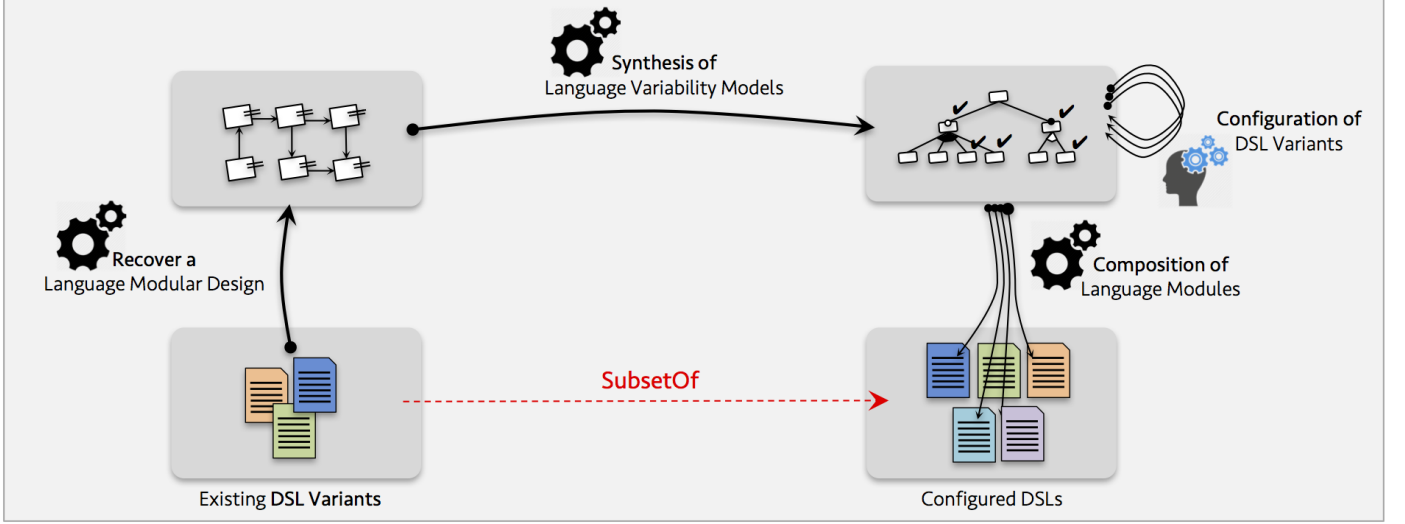 Synthesis of
Language Variability Models
Configuration of
DSL Variants
Recover a
Language Modular Design
Composition of
Language Modules
SubsetOf
Existing DSL Variants
Configured DSLs